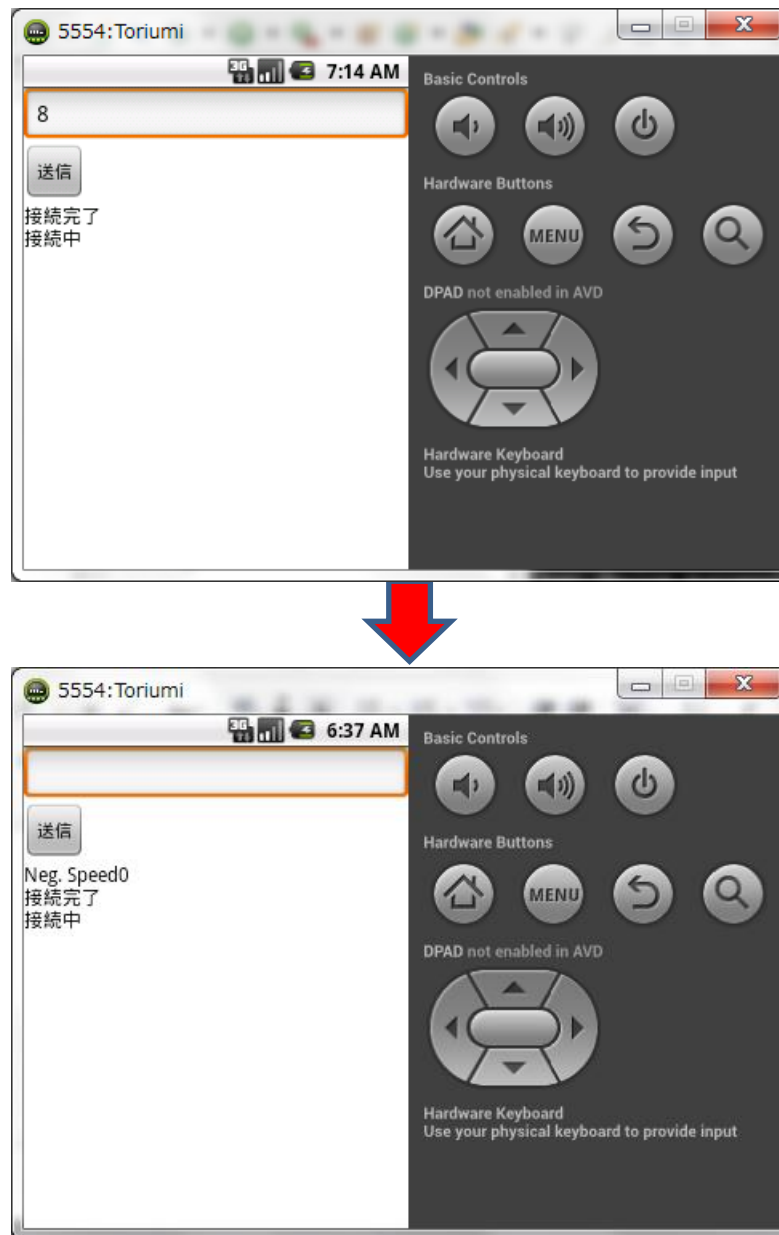 5554:Toriumi
3G 7:14 AM
8
送信
接続完了
接続中
Basic Controls
Hardware Buttons
MENU
DPAD not enabled in AVD
Hardware Keyboard
Use your physical keyboard to provide input
5554:Toriumi
3G 6:37 AM
送信
Neg. Speed0
接続完了
接続中
Basic Controls
Hardware Buttons
MENU
DPAD not enabled in AVD
Hardware Keyboard
Use your physical keyboard to provide input